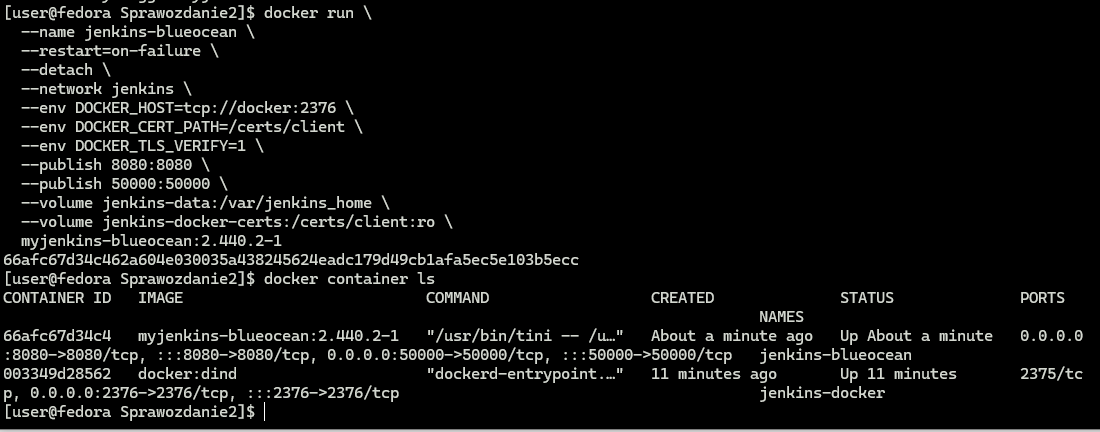 [user@fedora Sprawozdanie2]$ docker run \
  --name jenkins-blueocean \
  --restart=on-failure \
  --detach \
  --network jenkins \
  --env DOCKER_HOST=tcp://docker:2376 \
  --env DOCKER_CERT_PATH=/certs/client \
  --env DOCKER_TLS_VERIFY=1 \
  --publish 8080:8080 \
  --publish 50000:50000 \
  --volume jenkins-data:/var/jenkins_home \
  --volume jenkins-docker-certs:/certs/client:ro \
  myjenkins-blueocean:2.440.2-1
66afc67d34c462a604e030035a438245624eadc179d49cb1afa5ec5e103b5ecc
[user@fedora Sprawozdanie2]$ docker container ls
CONTAINER ID   IMAGE                           COMMAND                  CREATED              STATUS              PORTS
                                                                                    NAMES
66afc67d34c4   myjenkins-blueocean:2.440.2-1   "/usr/bin/tini -- /u…"   About a minute ago   Up About a minute   0.0.0.0
:8080->8080/tcp, :::8080->8080/tcp, 0.0.0.0:50000->50000/tcp, :::50000->50000/tcp   jenkins-blueocean
003349d28562   docker:dind                     "dockerd-entrypoint.…"   11 minutes ago       Up 11 minutes       2375/tc
p, 0.0.0.0:2376->2376/tcp, :::2376->2376/tcp                                        jenkins-docker
[user@fedora Sprawozdanie2]$